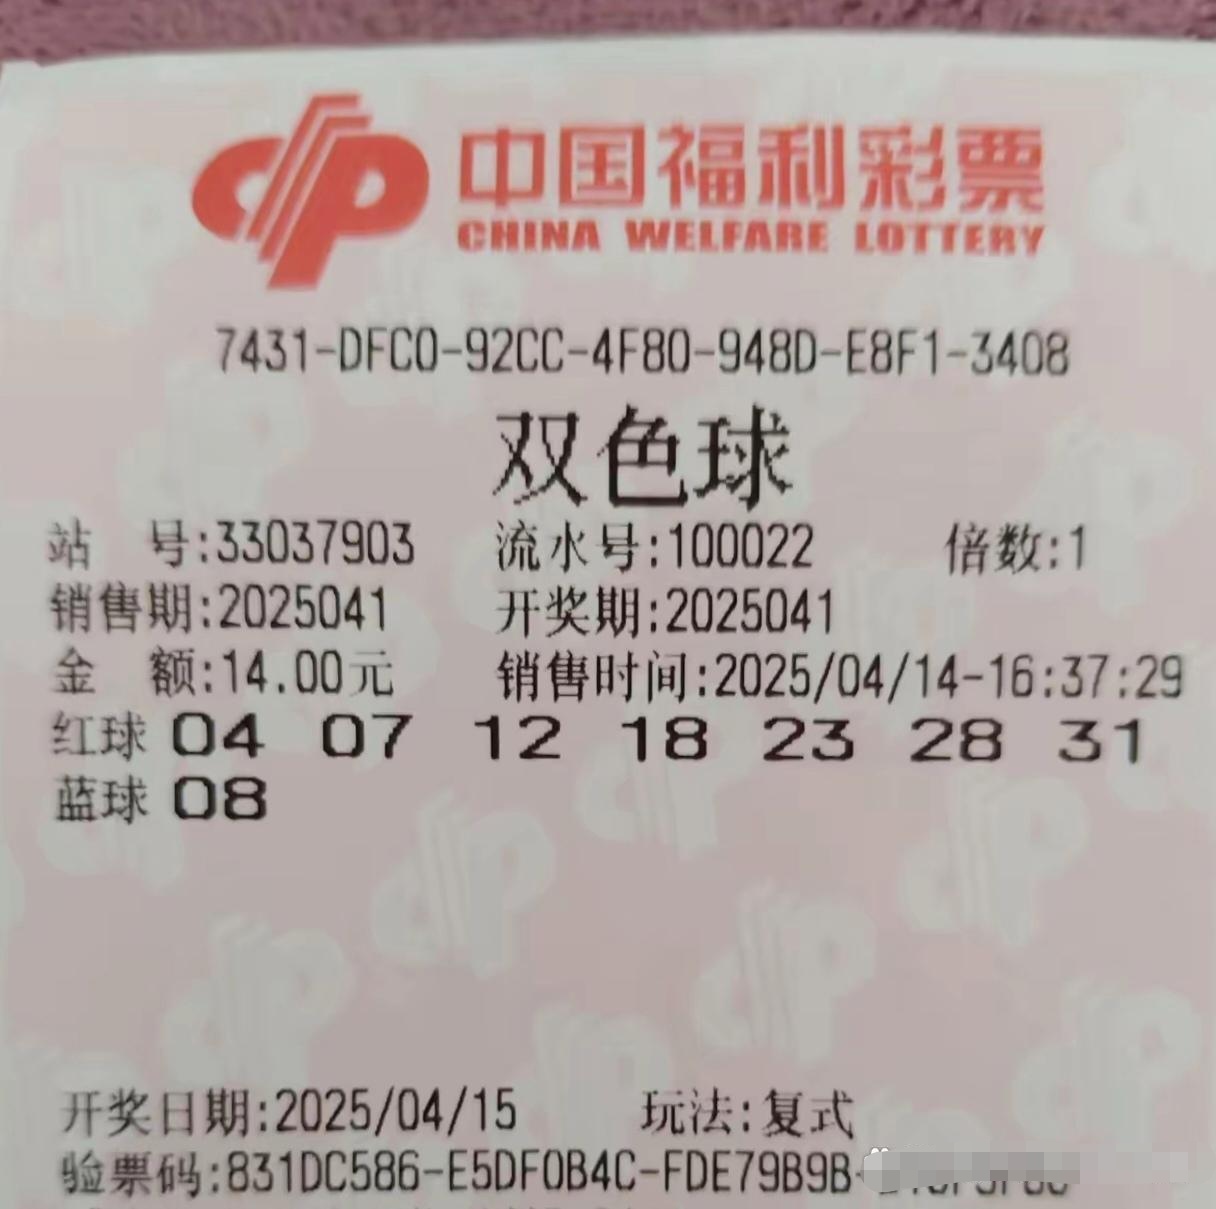 中国福利彩票
CHINA WELFARE LOTTERY
7431-DFC0-92CC-4F80-948D-E8F1-3408
双色球
站 号:33037903 流水号:100022 倍数:1
销售期:2025041 开奖期:2025041
金 额:14.00元 销售时间:2025/04/14-16:37:29
红球 04 07 12 18 23 28 31
蓝球 08
开奖日期:2025/04/15 玩法:复式
验票码:831DC586-E5DF0B4C-FDE79B9B-